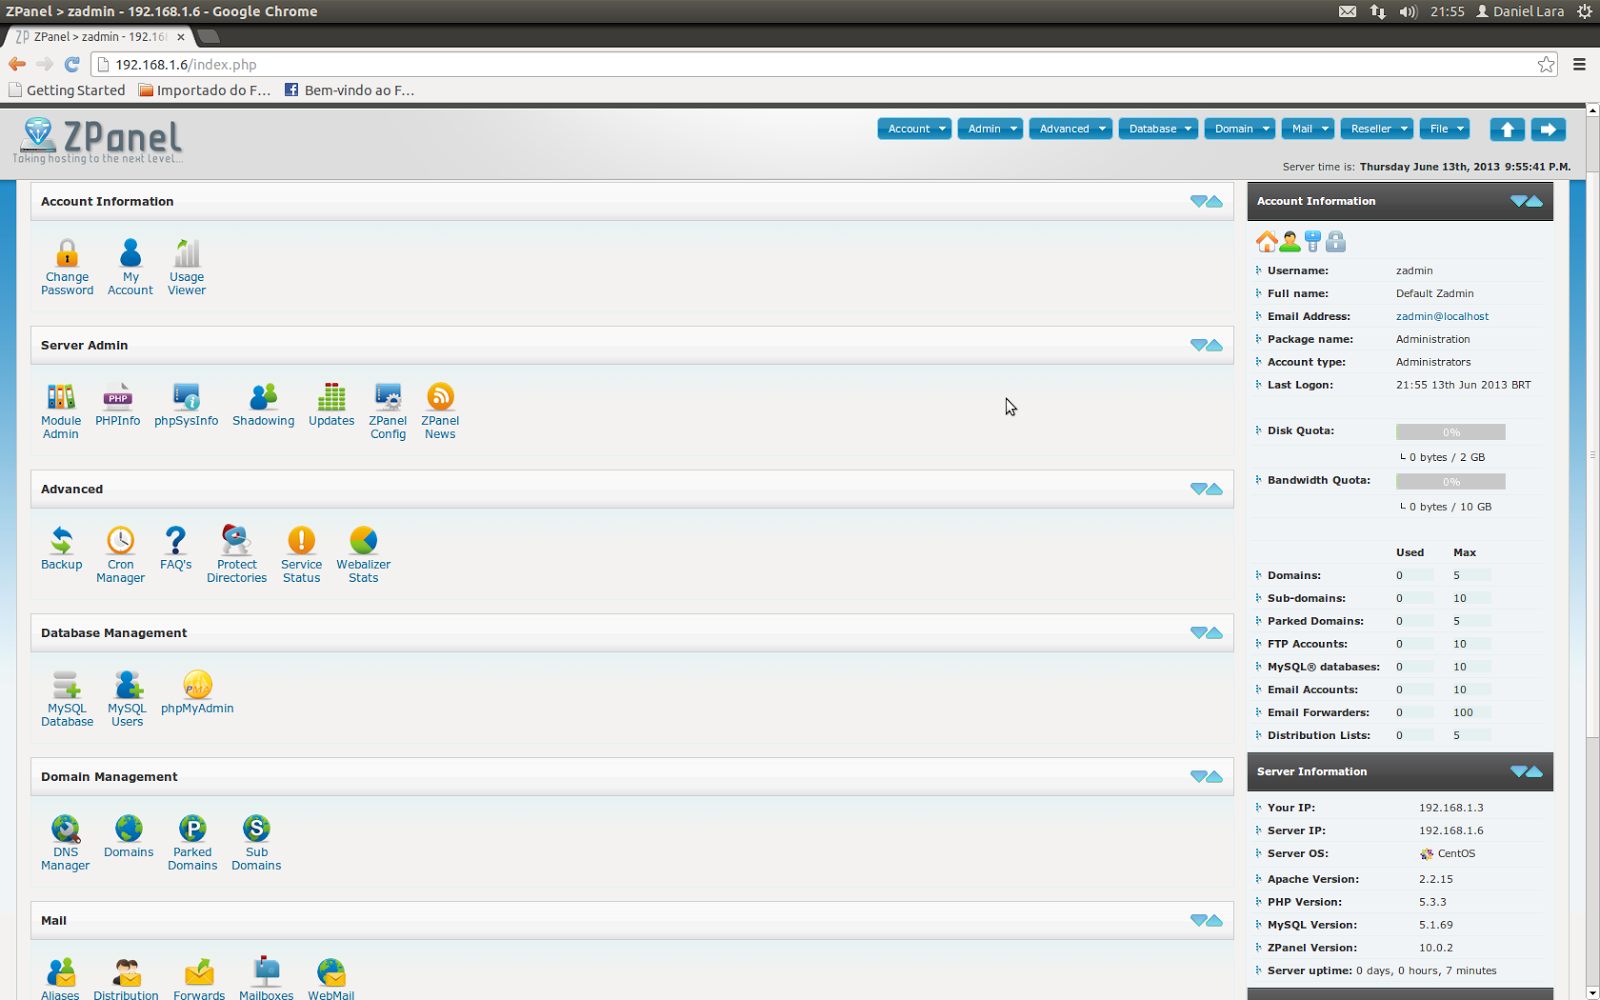 ZPanel > zadmin - 192.168.1.6 - Google Chrome
21:55 Daniel Lara
ZP ZPanel > zadmin - 192.16
192.168.1.6/index.php
Getting Started Importado do F... Bem-vindo ao F...
ZPanel
Taking hosting to the next level...
Account Admin Advanced Database Domain Mail Reseller File
Server time is: Thursday June 13th, 2013 9:55:41 P.M.
Account Information
Change Password
My Account
Usage Viewer
Server Admin
Module Admin
PHP
PHPInfo
phpSysInfo
Shadowing
Updates
ZPanel Config
ZPanel News
Advanced
Backup
Cron Manager
FAQ's
Protect Directories
Service Status
Webalizer Stats
Database Management
MySQL Database
MySQL Users
PMA
phpMyAdmin
Domain Management
DNS Manager
Domains
P
Parked Domains
S
Sub Domains
Mail
Aliases
Distribution
Forwards
Mailboxes
WebMail
Account Information
Username: zadmin
Full name: Default Zadmin
Email Address: zadmin@localhost
Package name: Administration
Account type: Administrators
Last Logon: 21:55 13th Jun 2013 BRT
Disk Quota: 0%
0 bytes / 2 GB
Bandwidth Quota: 0%
0 bytes / 10 GB
Used Max
Domains: 0 5
Sub-domains: 0 10
Parked Domains: 0 5
FTP Accounts: 0 10
MySQL® databases: 0 10
Email Accounts: 0 10
Email Forwarders: 0 100
Distribution Lists: 0 5
Server Information
Your IP: 192.168.1.3
Server IP: 192.168.1.6
Server OS: CentOS
Apache Version: 2.2.15
PHP Version: 5.3.3
MySQL Version: 5.1.69
ZPanel Version: 10.0.2
Server uptime: 0 days, 0 hours, 7 minutes